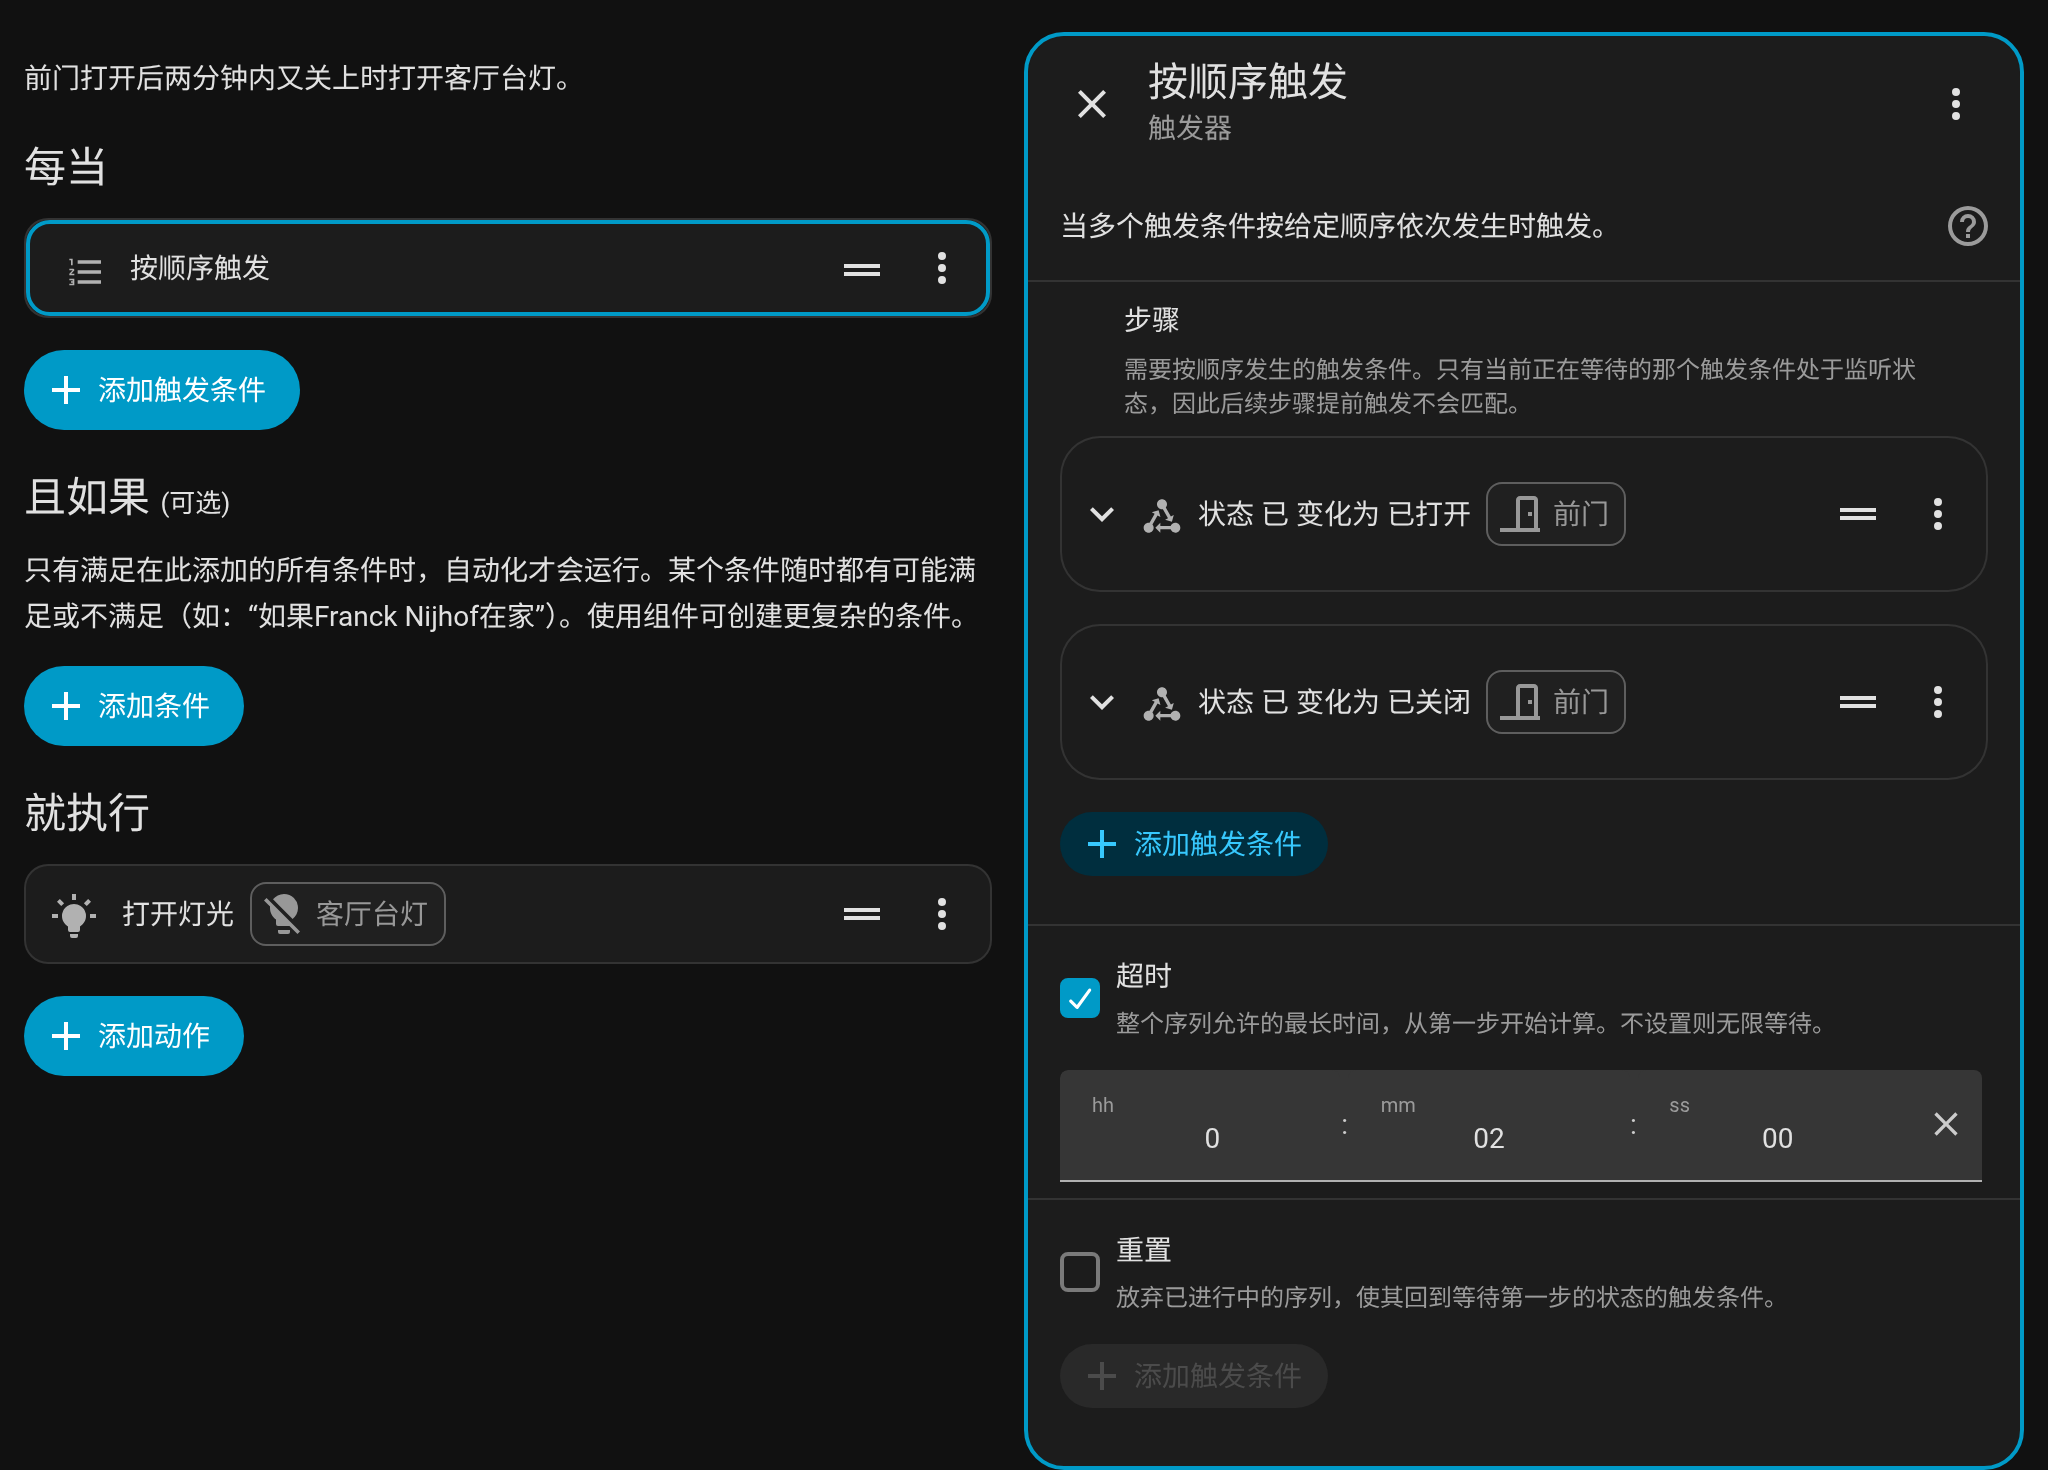 前门打开后两分钟内又关上时打开客厅台灯。
每当
按顺序触发
添加触发条件
且如果 (可选)
只有满足在此添加的所有条件时，自动化才会运行。某个条件随时都有可能满
足或不满足（如：“如果Franck Nijhof在家”）。使用组件可创建更复杂的条件。
添加条件
就执行
打开灯光 客厅台灯
添加动作
按顺序触发
触发器
当多个触发条件按给定顺序依次发生时触发。
步骤
需要按顺序发生的触发条件。只有当前正在等待的那个触发条件处于监听状
态，因此后续步骤提前触发不会匹配。
状态 已 变化为 已打开 前门
状态 已 变化为 已关闭 前门
添加触发条件
超时
整个序列允许的最长时间，从第一步开始计算。不设置则无限等待。
hh mm ss
0 : 02 : 00
重置
放弃已进行中的序列，使其回到等待第一步的状态的触发条件。
添加触发条件